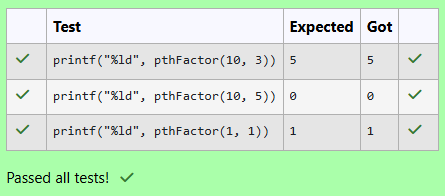 Test Expected Got
printf("%ld", pthFactor(10, 3)) 5 5
printf("%ld", pthFactor(10, 5)) 0 0
printf("%ld", pthFactor(1, 1)) 1 1
Passed all tests!